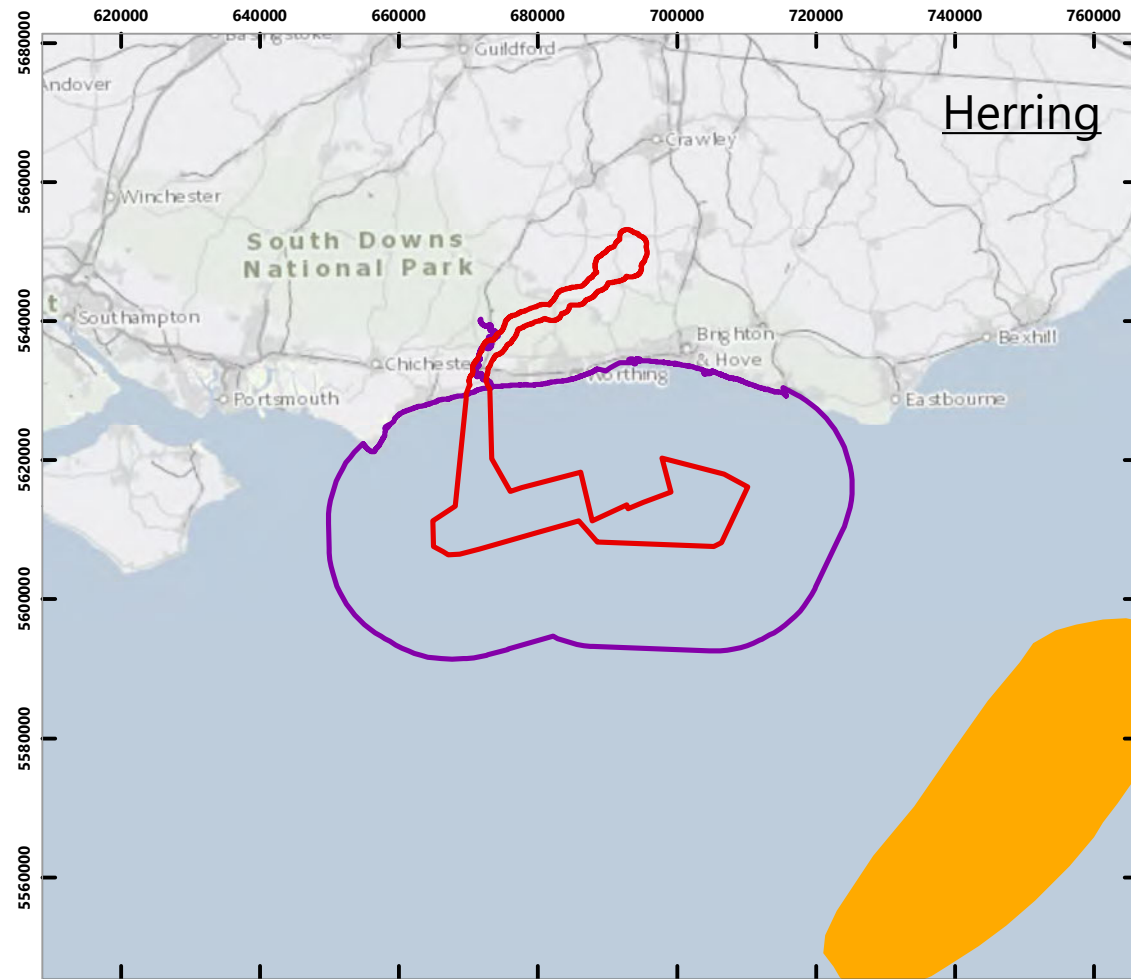 620000 640000 660000 680000 700000 720000 740000 760000
5680000
5660000
5640000
5620000
5600000
5580000
5560000
Herring
Basingstoke
Guildford
Andover
Crawley
Winchester
South Downs
National Park
t
Southampton
Brighton
& Hove
Bexhill
Chichester
Worthing
Portsmouth
Eastbourne